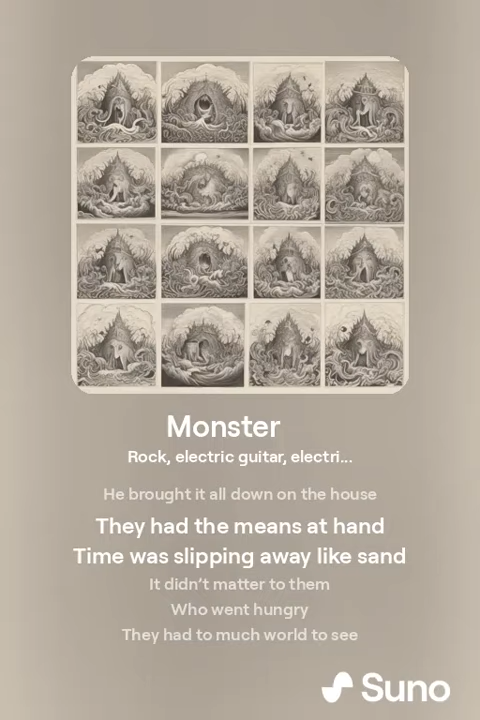 Monster
Rock, electric guitar, electri...
He brought it all down on the house
They had the means at hand
Time was slipping away like sand
It didn't matter to them
Who went hungry
They had to much world to see
Suno